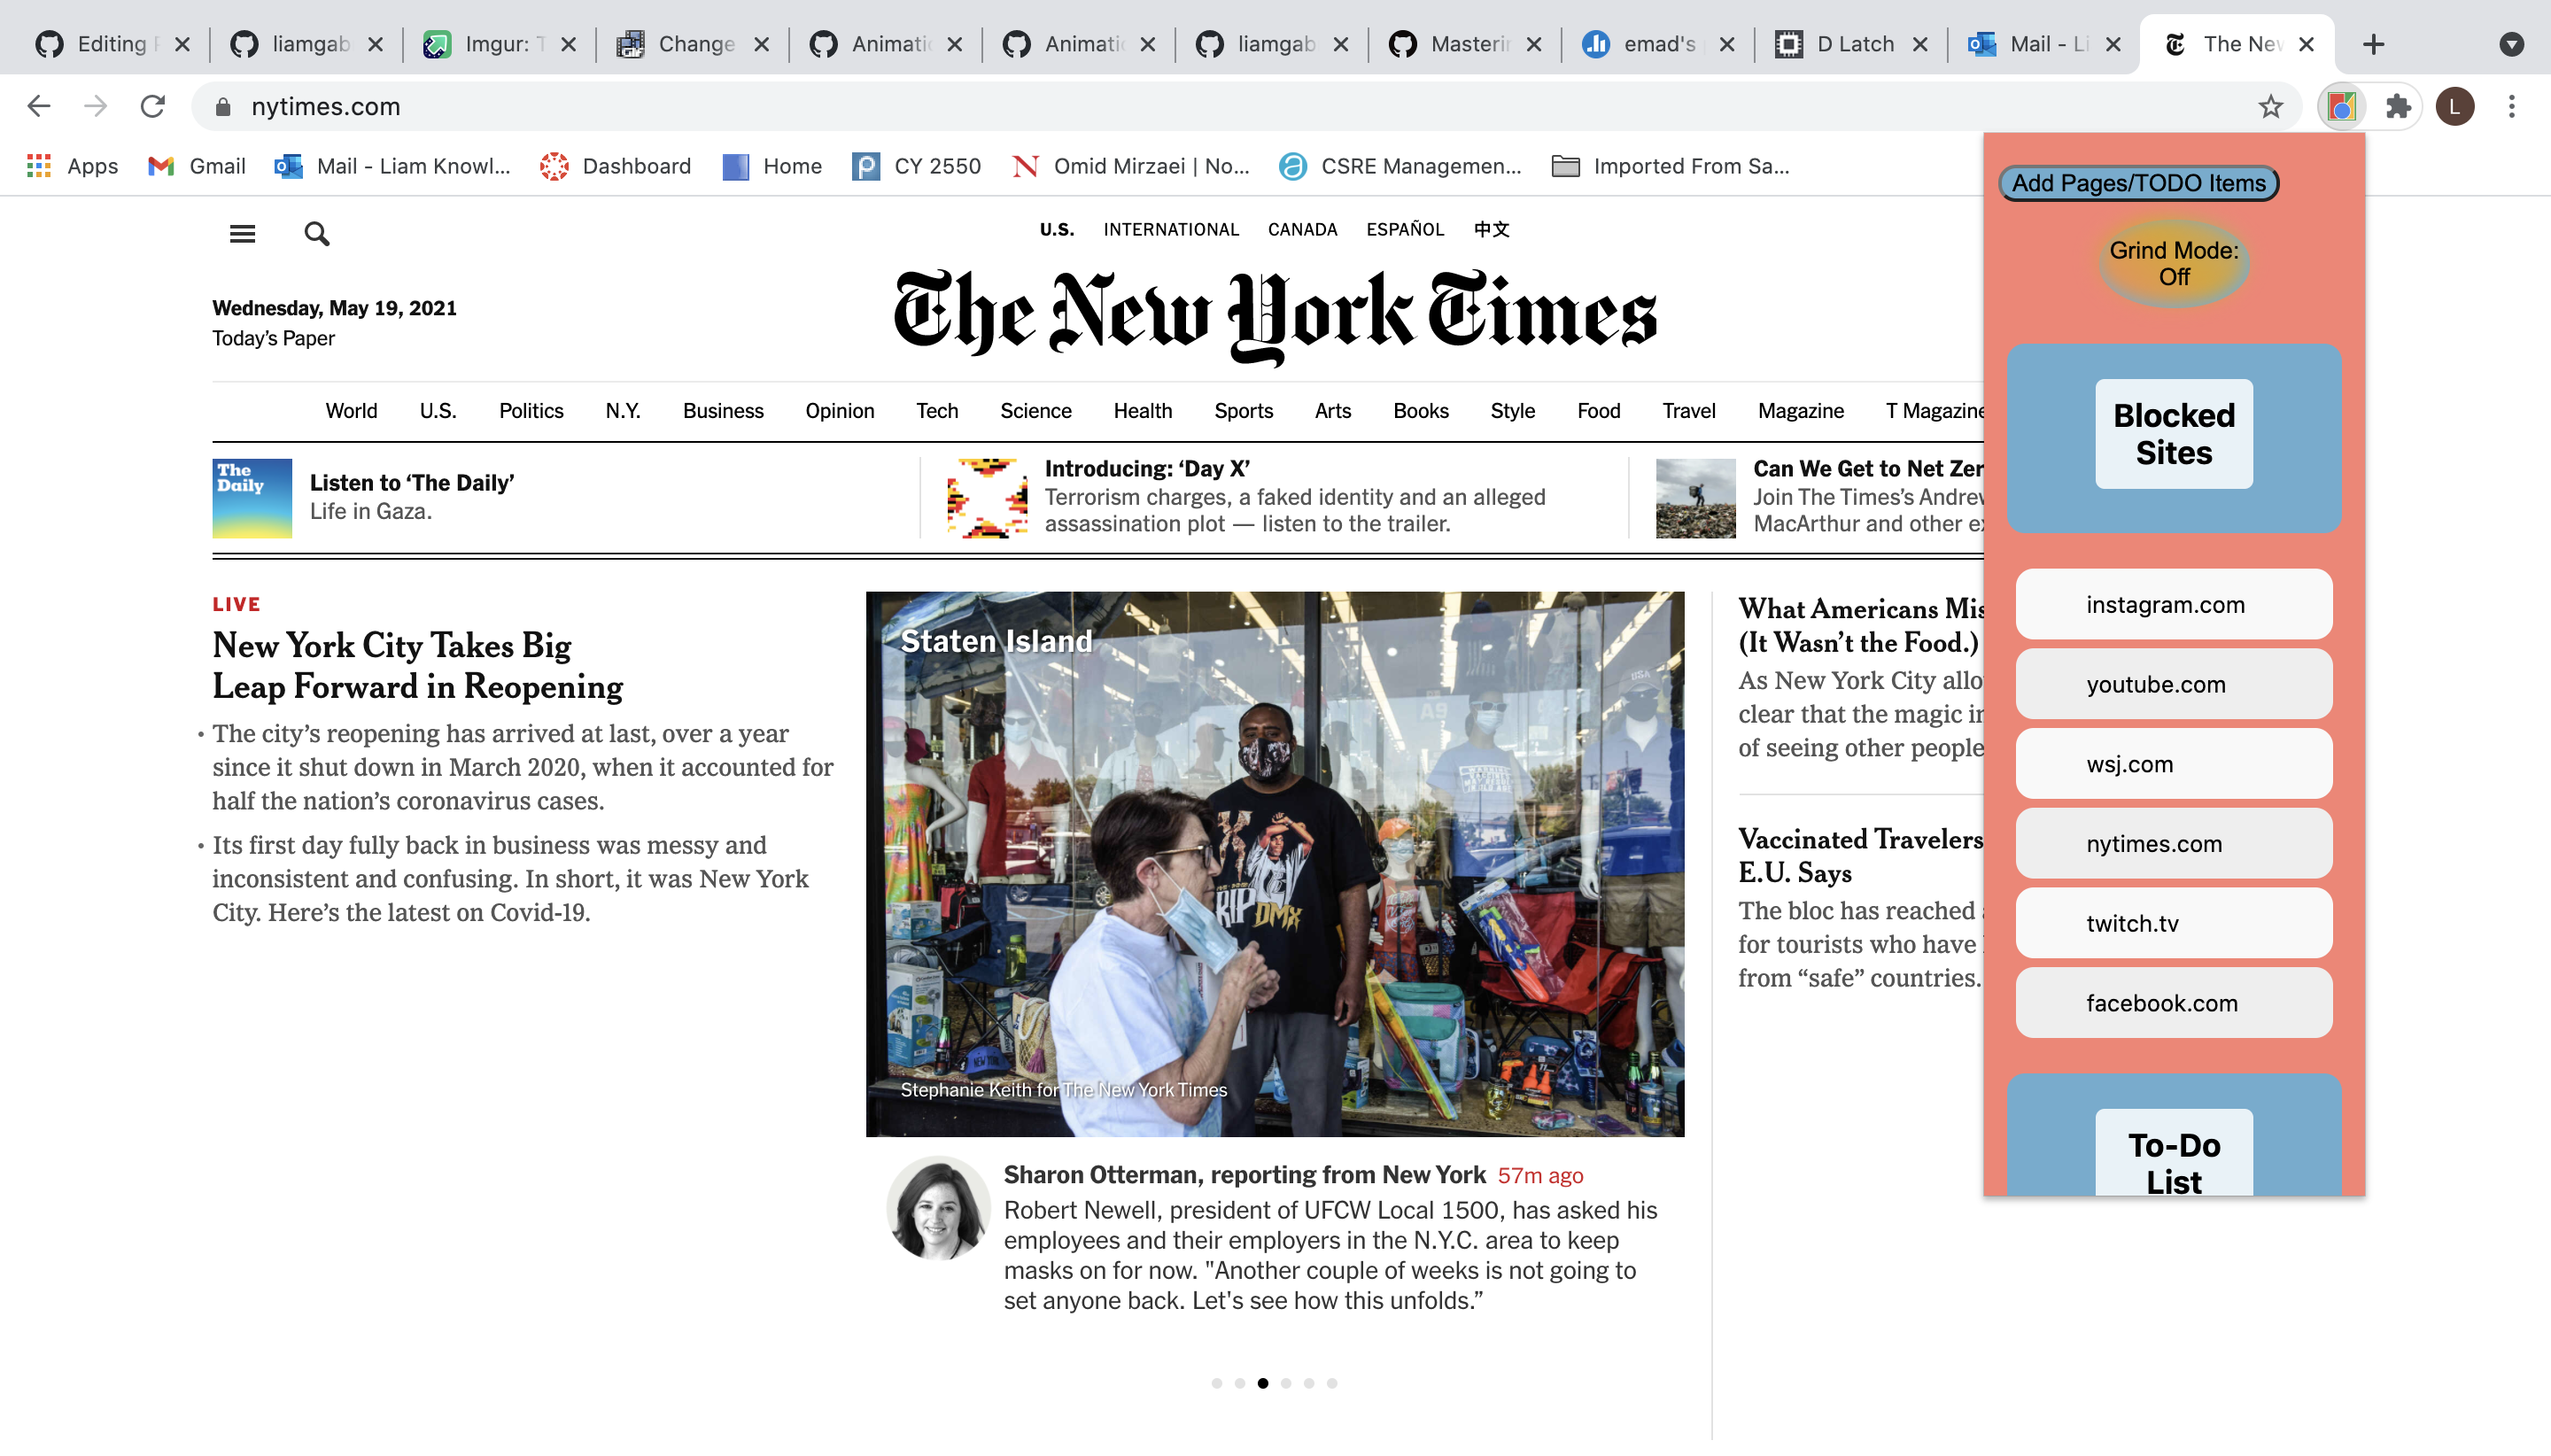 Editing
liamgab
Imgur: T
Change
Animati
Animati
liamgab
Masterin
emad's
D Latch
Mail - Li
The Nev
nytimes.com
L
Apps
Gmail
Mail - Liam Knowl...
Dashboard
Home
CY 2550
Omid Mirzaei | No...
CSRE Managemen...
Imported From Sa...
U.S. INTERNATIONAL CANADA ESPAÑOL 中文
Wednesday, May 19, 2021
Today's Paper
The New York Times
World U.S. Politics N.Y. Business Opinion Tech Science Health Sports Arts Books Style Food Travel Magazine T Magazine
The
Daily
Listen to ‘The Daily’
Life in Gaza.
Introducing: ‘Day X’
Terrorism charges, a faked identity and an alleged
assassination plot — listen to the trailer.
Can We Get to Net Zer
Join The Times’s Andrew
MacArthur and other ex
LIVE
New York City Takes Big
Leap Forward in Reopening
• The city’s reopening has arrived at last, over a year
since it shut down in March 2020, when it accounted for
half the nation’s coronavirus cases.
• Its first day fully back in business was messy and
inconsistent and confusing. In short, it was New York
City. Here’s the latest on Covid-19.
Staten Island
USA
RIP
DMX
NEW YORK
Stephanie Keith for The New York Times
Sharon Otterman, reporting from New York 57m ago
Robert Newell, president of UFCW Local 1500, has asked his
employees and their employers in the N.Y.C. area to keep
masks on for now. "Another couple of weeks is not going to
set anyone back. Let's see how this unfolds.”
What Americans Mis
(It Wasn’t the Food.)
As New York City allo
clear that the magic in
of seeing other people
Vaccinated Travelers
E.U. Says
The bloc has reached
for tourists who have
from “safe” countries.
Add Pages/TODO Items
Grind Mode:
Off
Blocked
Sites
instagram.com
youtube.com
wsj.com
nytimes.com
twitch.tv
facebook.com
To-Do
List